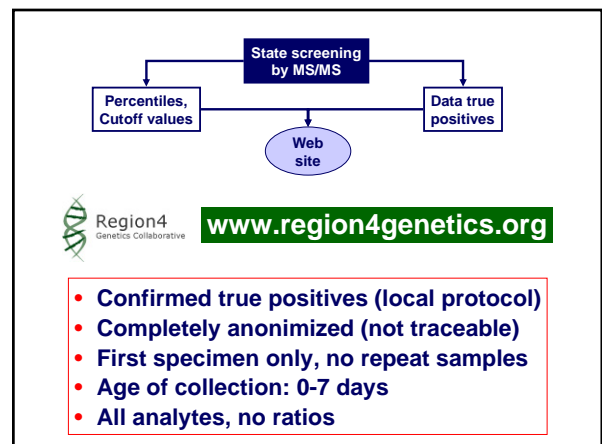 State screening
by MS/MS
Percentiles,
Cutoff values
Data true
positives
Web
site
Region4
Genetics Collaborative
www.region4genetics.org
• Confirmed true positives (local protocol)
• Completely anonimized (not traceable)
• First specimen only, no repeat samples
• Age of collection: 0-7 days
• All analytes, no ratios